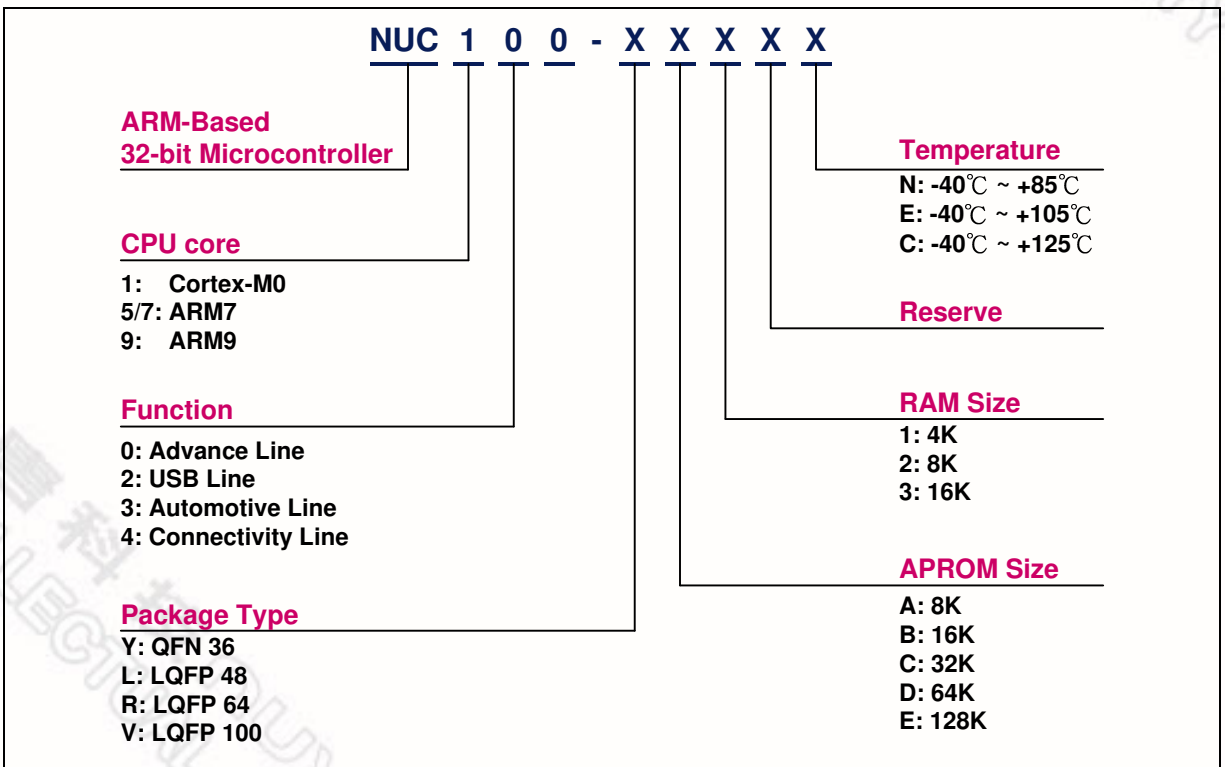 NUC 1 0 0 - X X X X X
ARM-Based
32-bit Microcontroller
CPU core
1: Cortex-M0
5/7: ARM7
9: ARM9
Function
0: Advance Line
2: USB Line
3: Automotive Line
4: Connectivity Line
Package Type
Y: QFN 36
L: LQFP 48
R: LQFP 64
V: LQFP 100
Temperature
N: -40℃ ~ +85℃
E: -40℃ ~ +105℃
C: -40℃ ~ +125℃
Reserve
RAM Size
1: 4K
2: 8K
3: 16K
APROM Size
A: 8K
B: 16K
C: 32K
D: 64K
E: 128K